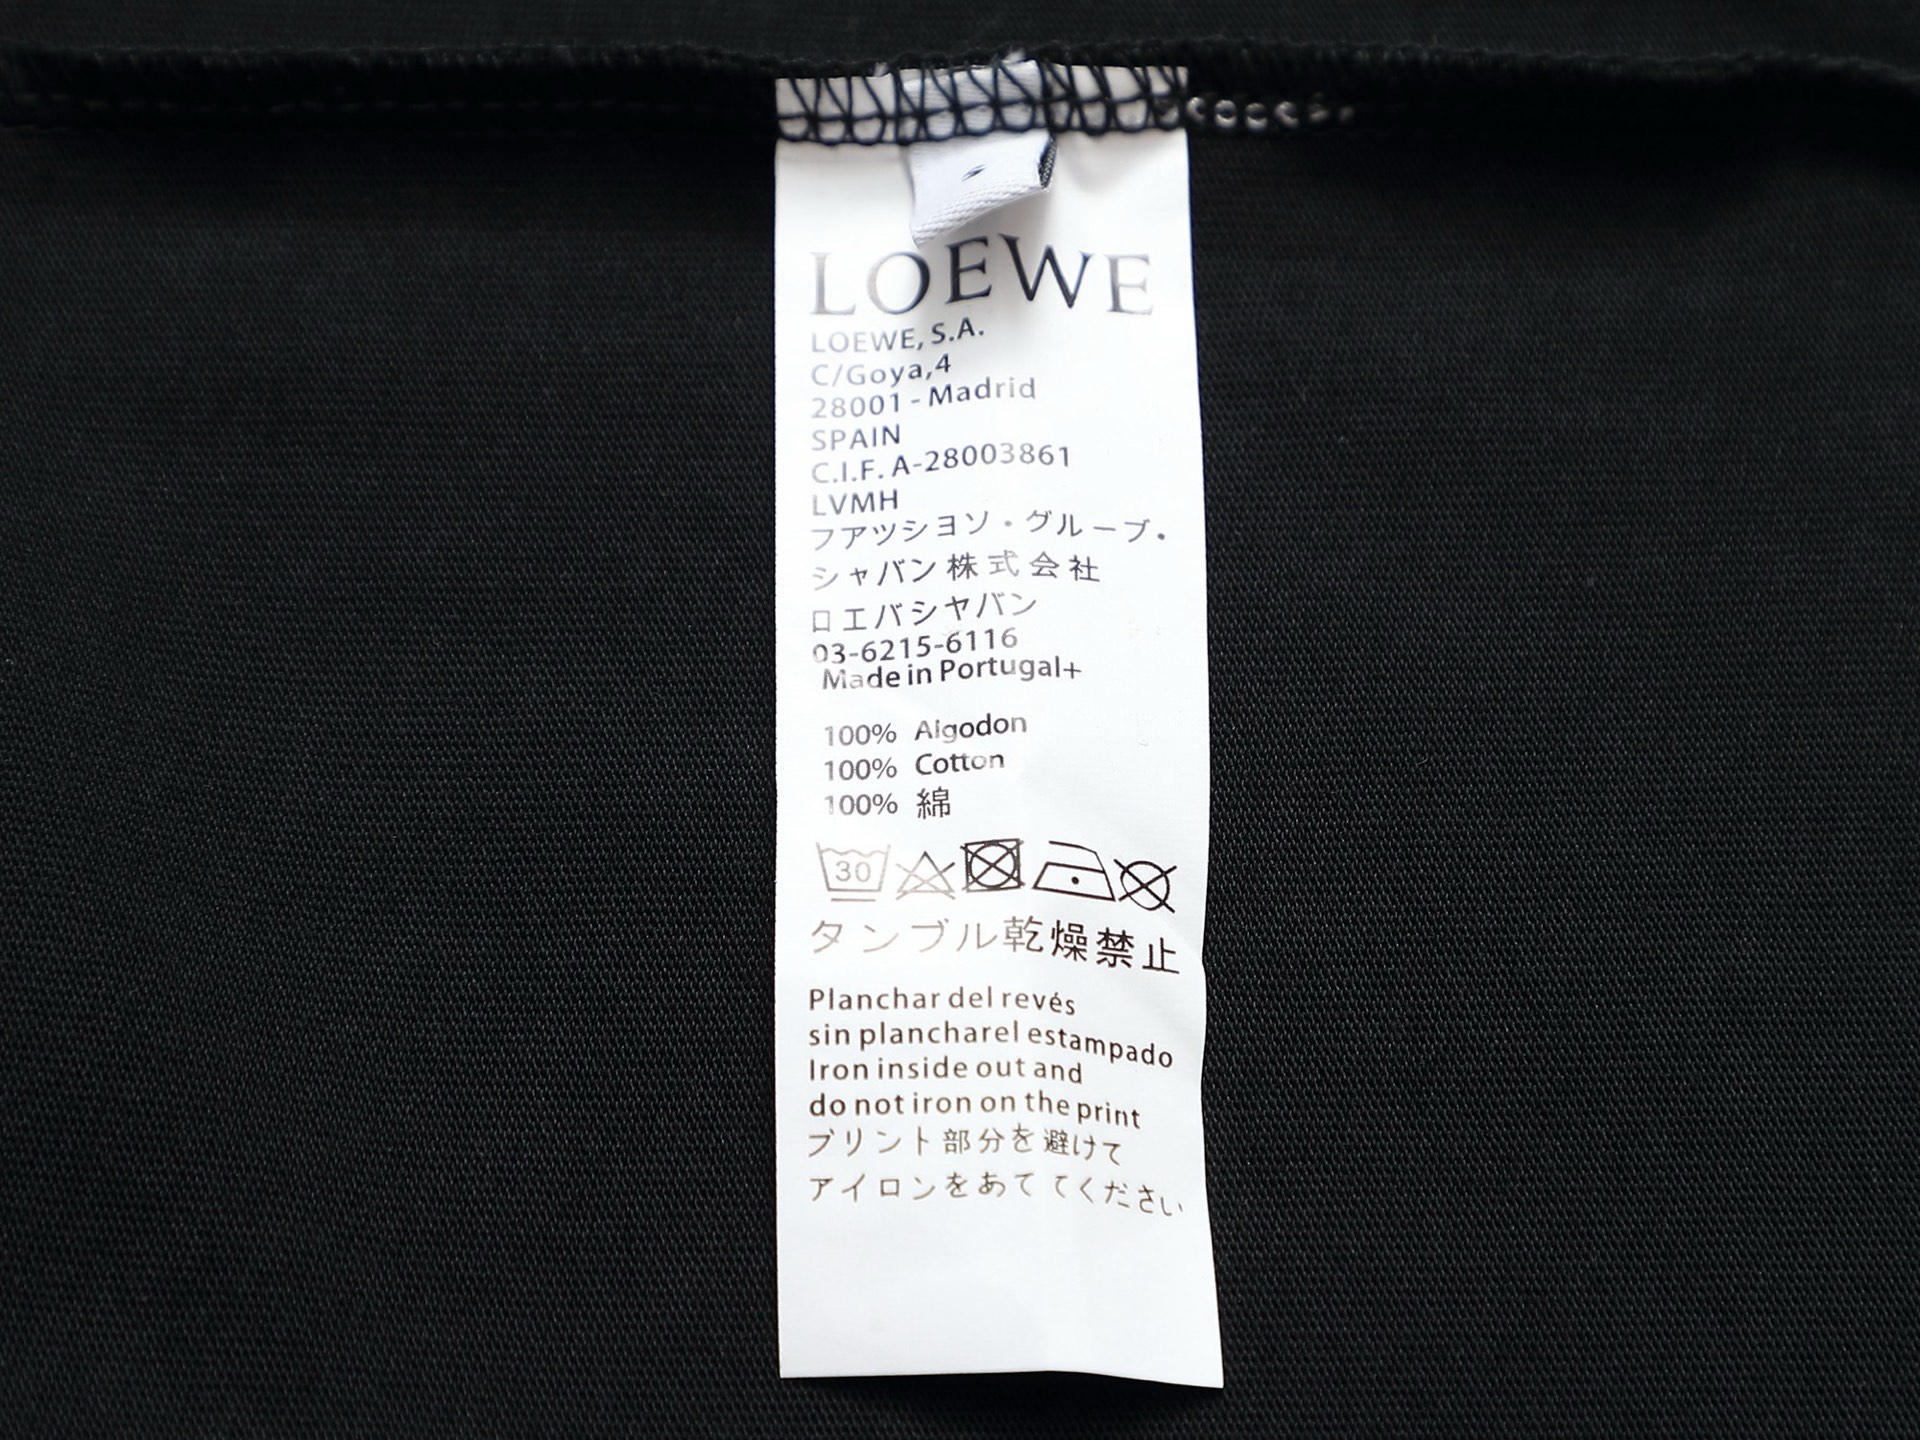 LOEWE
LOEWE, S.A.
C/Goya,4
28001 - Madrid
SPAIN
C.I.F. A-28003861
LVMH
フアツシヨソ・グループ・
シャバン株式会社
ロエバシヤバン
03-6215-6116
Made in Portugal+
100% Algodon
100% Cotton
100% 綿
30
タンブル乾燥禁止
Planchar del revés
sin plancharel estampado
Iron inside out and
do not iron on the print
プリント部分を避けて
アイロンをあててください